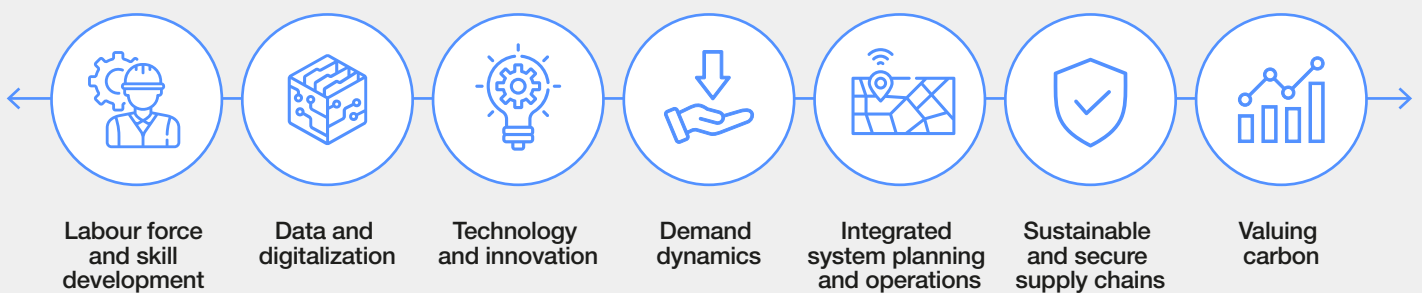 Labour force
and skill
development
Data and
digitalization
Technology
and innovation
Demand
dynamics
Integrated
system planning
and operations
Sustainable
and secure
supply chains
Valuing
carbon